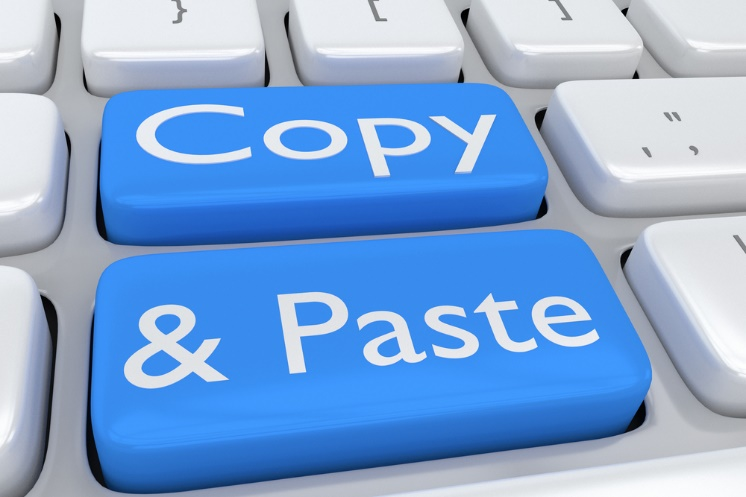 } [ ]
Copy
" ' ,
& Paste